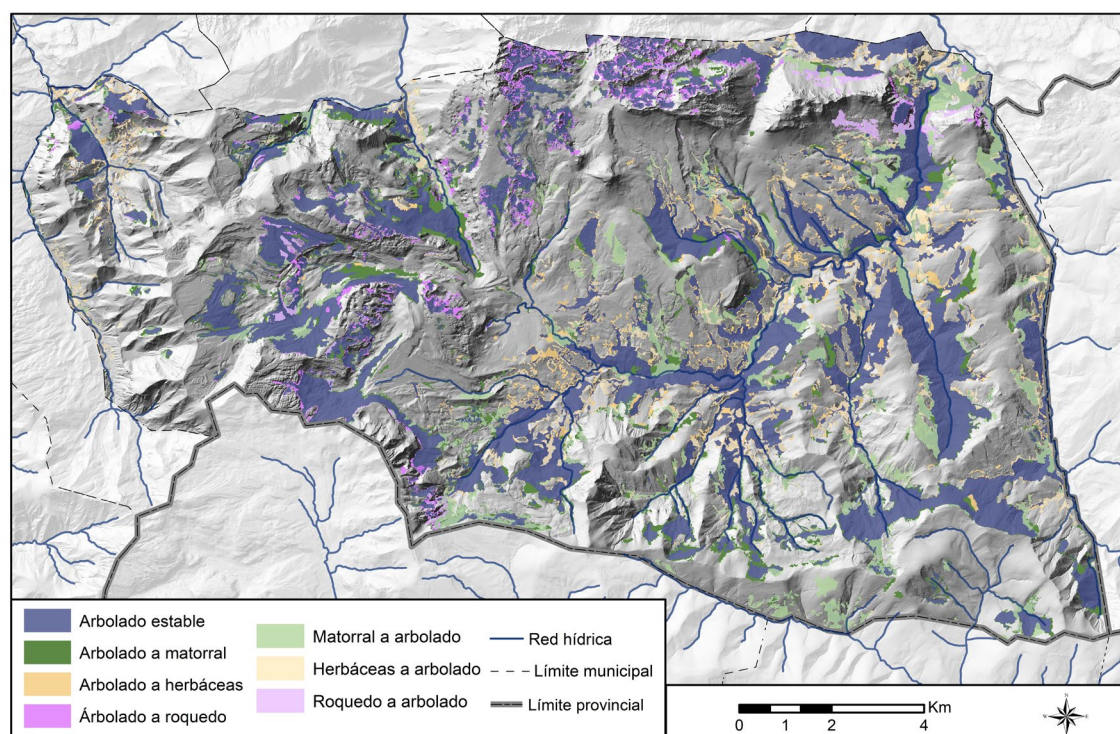 Arbolado estable
Arbolado a matorral
Arbolado a herbáceas
Árbolado a roquedo
Matorral a arbolado
Herbáceas a arbolado
Roquedo a arbolado
Red hídrica
Límite municipal
Límite provincial
Km
0 1 2 4
N
W E
S